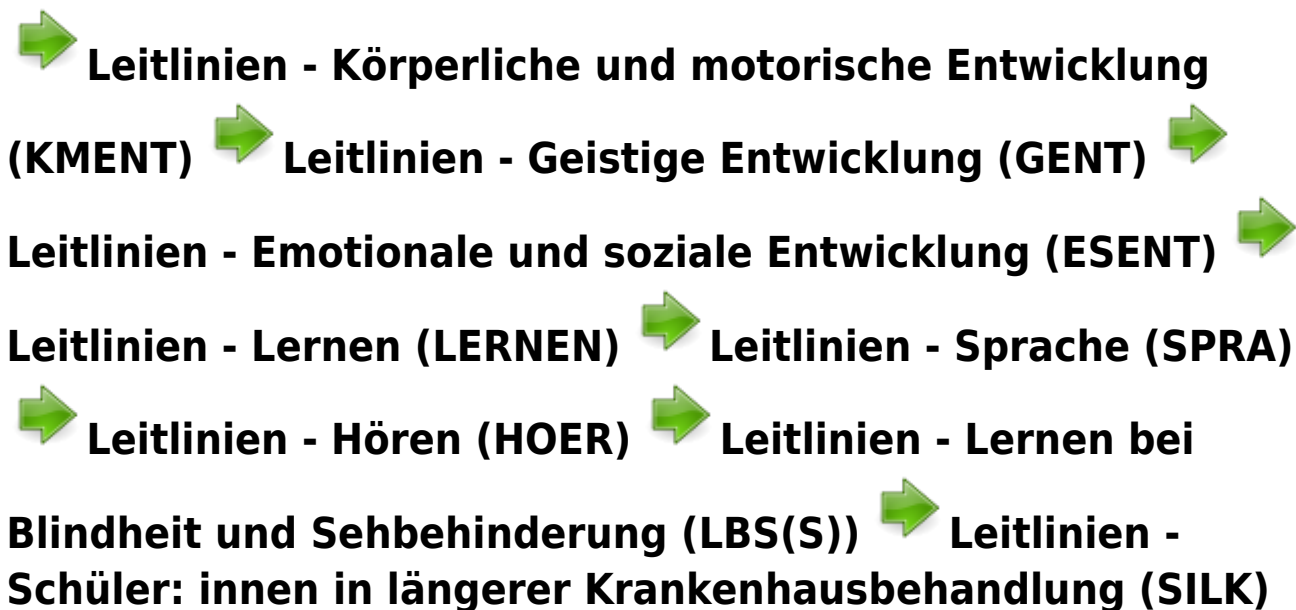 Leitlinien - Körperliche und motorische Entwicklung
(KMENT) Leitlinien - Geistige Entwicklung (GENT)
Leitlinien - Emotionale und soziale Entwicklung (ESENT)
Leitlinien - Lernen (LERNEN) Leitlinien - Sprache (SPRA)
Leitlinien - Hören (HOER) Leitlinien - Lernen bei
Blindheit und Sehbehinderung (LBS(S)) Leitlinien -
Schüler: innen in längerer Krankenhausbehandlung (SILK)